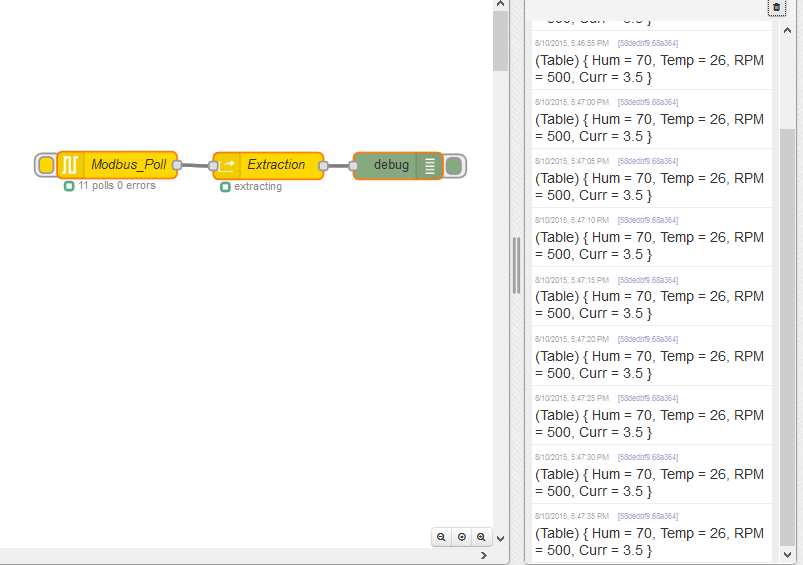 Modbus_Poll
11 polls 0 errors
Extraction
extracting
debug
8/10/2015, 5:46:55 PM [58dedbf9.68a364]
(Table) { Hum = 70, Temp = 26, RPM
= 500, Curr = 3.5 }
8/10/2015, 5:47:00 PM [58dedbf9.68a364]
(Table) { Hum = 70, Temp = 26, RPM
= 500, Curr = 3.5 }
8/10/2015, 5:47:05 PM [58dedbf9.68a364]
(Table) { Hum = 70, Temp = 26, RPM
= 500, Curr = 3.5 }
8/10/2015, 5:47:10 PM [58dedbf9.68a364]
(Table) { Hum = 70, Temp = 26, RPM
= 500, Curr = 3.5 }
8/10/2015, 5:47:15 PM [58dedbf9.68a364]
(Table) { Hum = 70, Temp = 26, RPM
= 500, Curr = 3.5 }
8/10/2015, 5:47:20 PM [58dedbf9.68a364]
(Table) { Hum = 70, Temp = 26, RPM
= 500, Curr = 3.5 }
8/10/2015, 5:47:25 PM [58dedbf9.68a364]
(Table) { Hum = 70, Temp = 26, RPM
= 500, Curr = 3.5 }
8/10/2015, 5:47:30 PM [58dedbf9.68a364]
(Table) { Hum = 70, Temp = 26, RPM
= 500, Curr = 3.5 }
8/10/2015, 5:47:35 PM [58dedbf9.68a364]
(Table) { Hum = 70, Temp = 26, RPM
= 500, Curr = 3.5 }